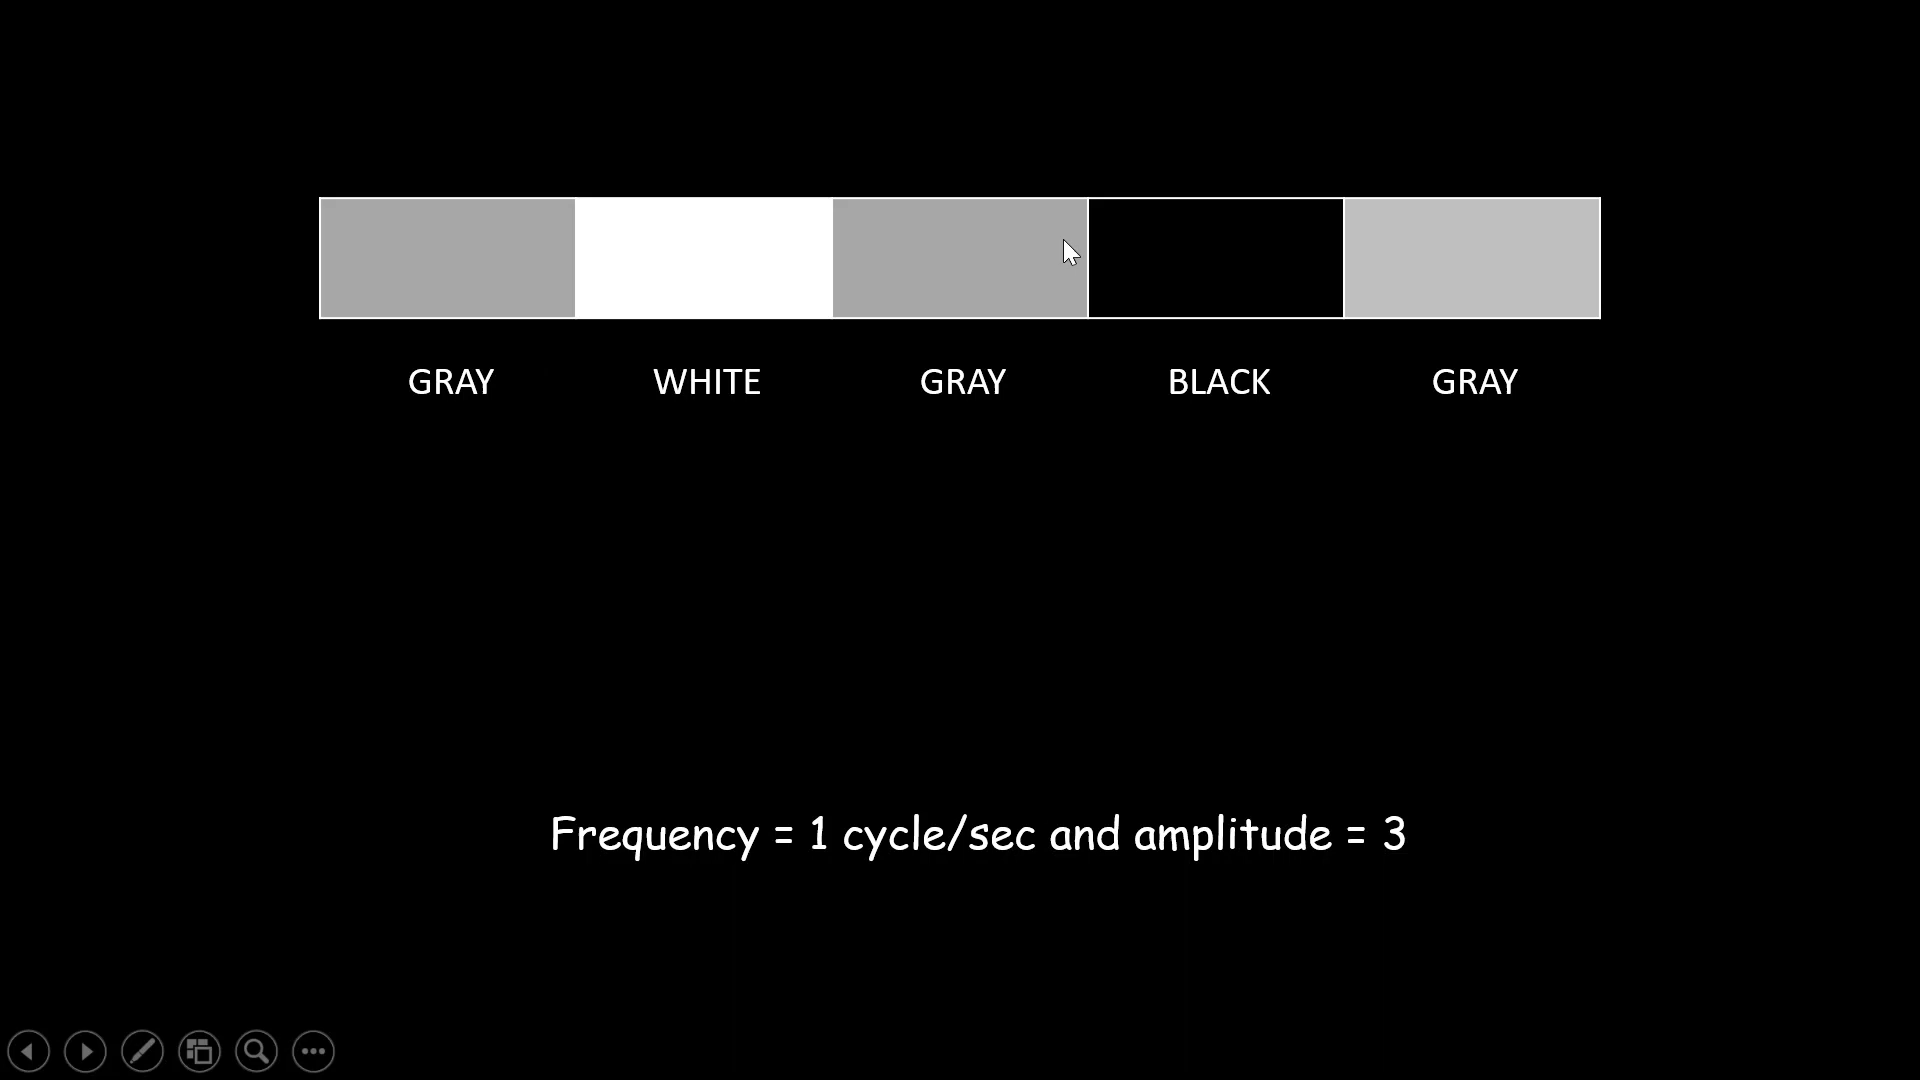 GRAY WHITE GRAY BLACK GRAY
Frequency = 1 cycle/sec and amplitude = 3